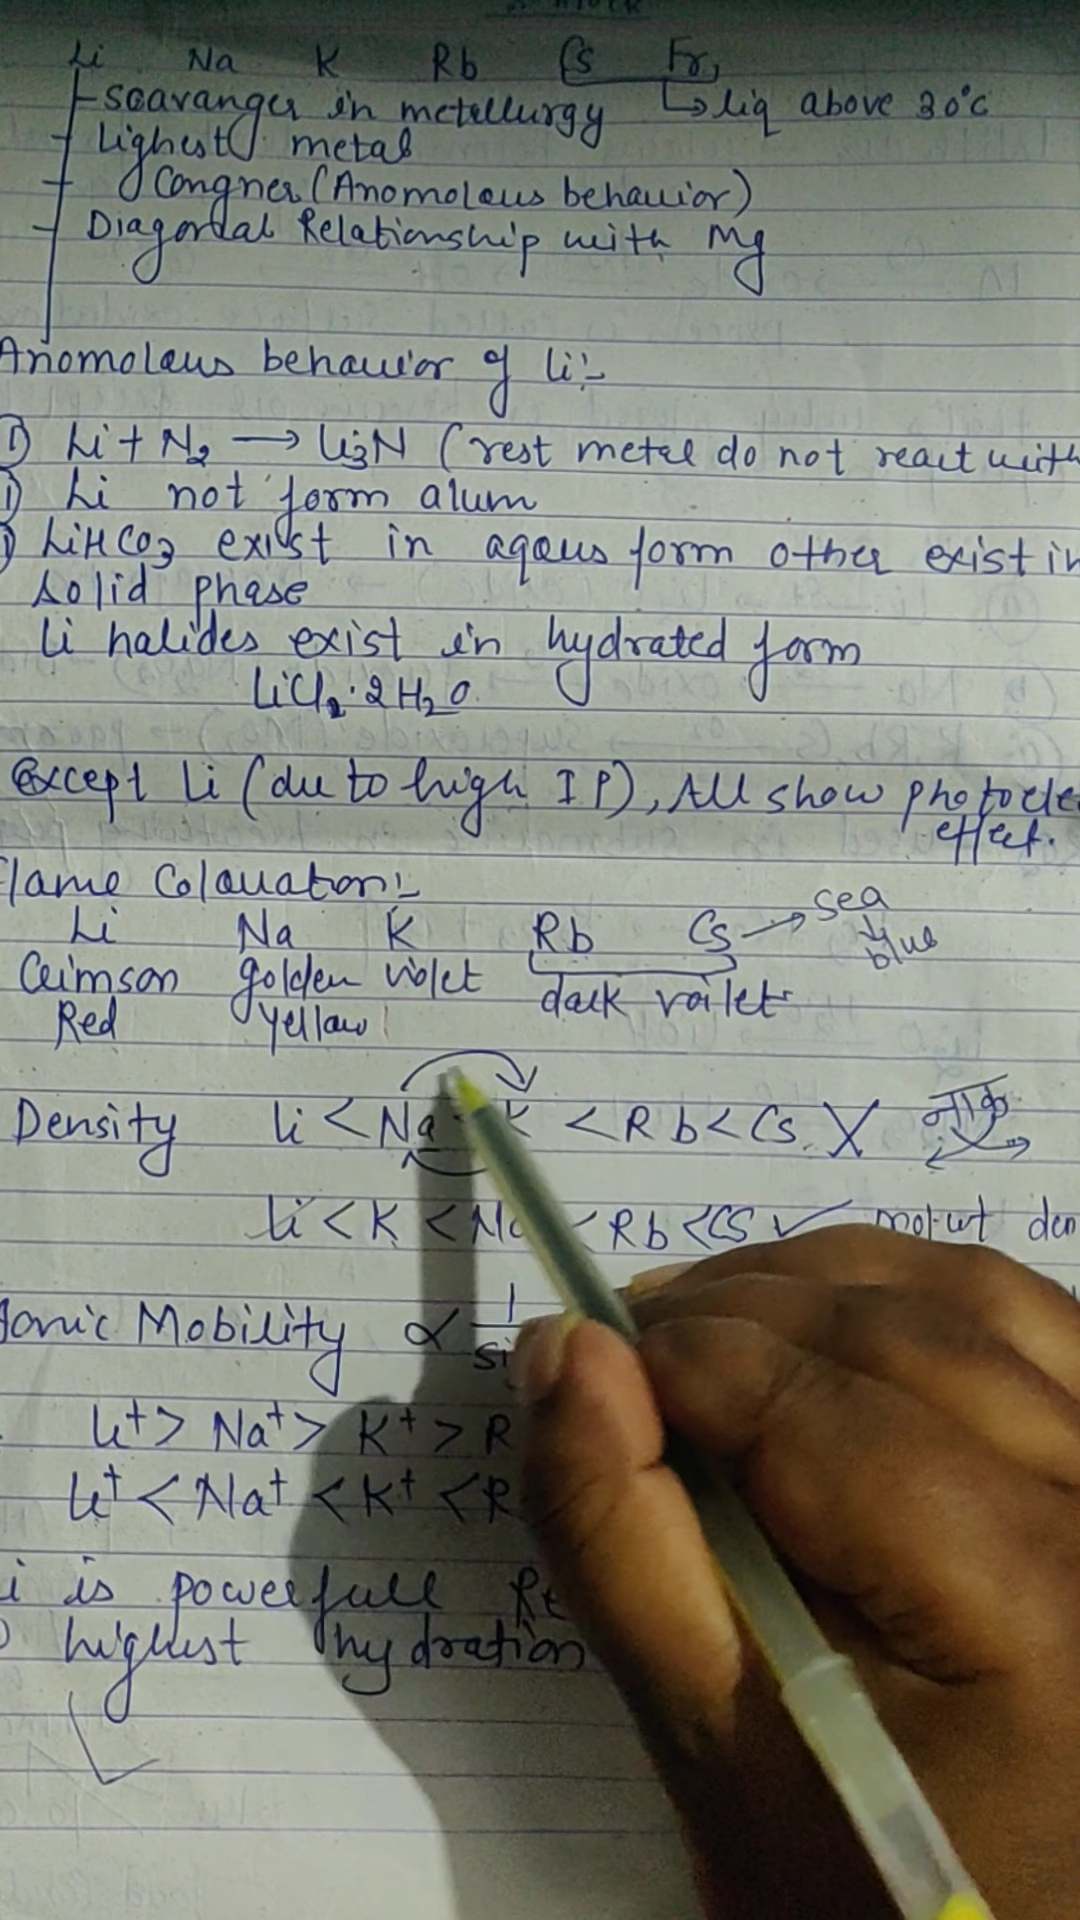 Li Na K Rb Cs Fr
scavanger in metallurgy ↳ liq above 30°c
Lighest metal
Congner (Anomolous behavior)
Diagonal Relationship with Mg
Anomolous behavior of Li:-
1) Li + N₂ → Li₃N (rest metal do not react with
Li not form alum
LiHCO₃ exist in aqous form other exist in
solid phase
Li halides exist in hydrated form
LiCl₂·2H₂O
Except Li (due to high IP), All show photoele
effect.
lame Colouration:-
Li Na K Rb Cs → sea
blue
Crimson golden violet dark voilet
Red yellow
Density Li < Na < K < Rb < Cs X नाक
Li < K < Na < Rb < Cs ✓ mol·wt den
Ionic Mobility ∝ 1
si
Li⁺ > Na⁺ > K⁺ > R
Li⁺ < Na⁺ < K⁺ < R
i is powerfull Re
highest hydration